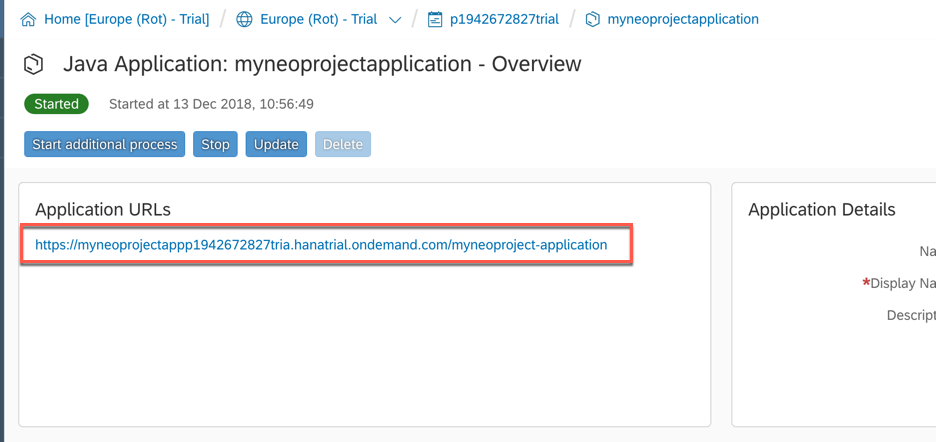 Home [Europe (Rot) - Trial] / Europe (Rot) - Trial / p1942672827trial / myneoprojectapplication
Java Application: myneoprojectapplication - Overview
Started Started at 13 Dec 2018, 10:56:49
Start additional process Stop Update Delete
Application URLs
https://myneoprojectappp1942672827tria.hanatrial.ondemand.com/myneoproject-application
Application Details
Na
*Display Na
Descript